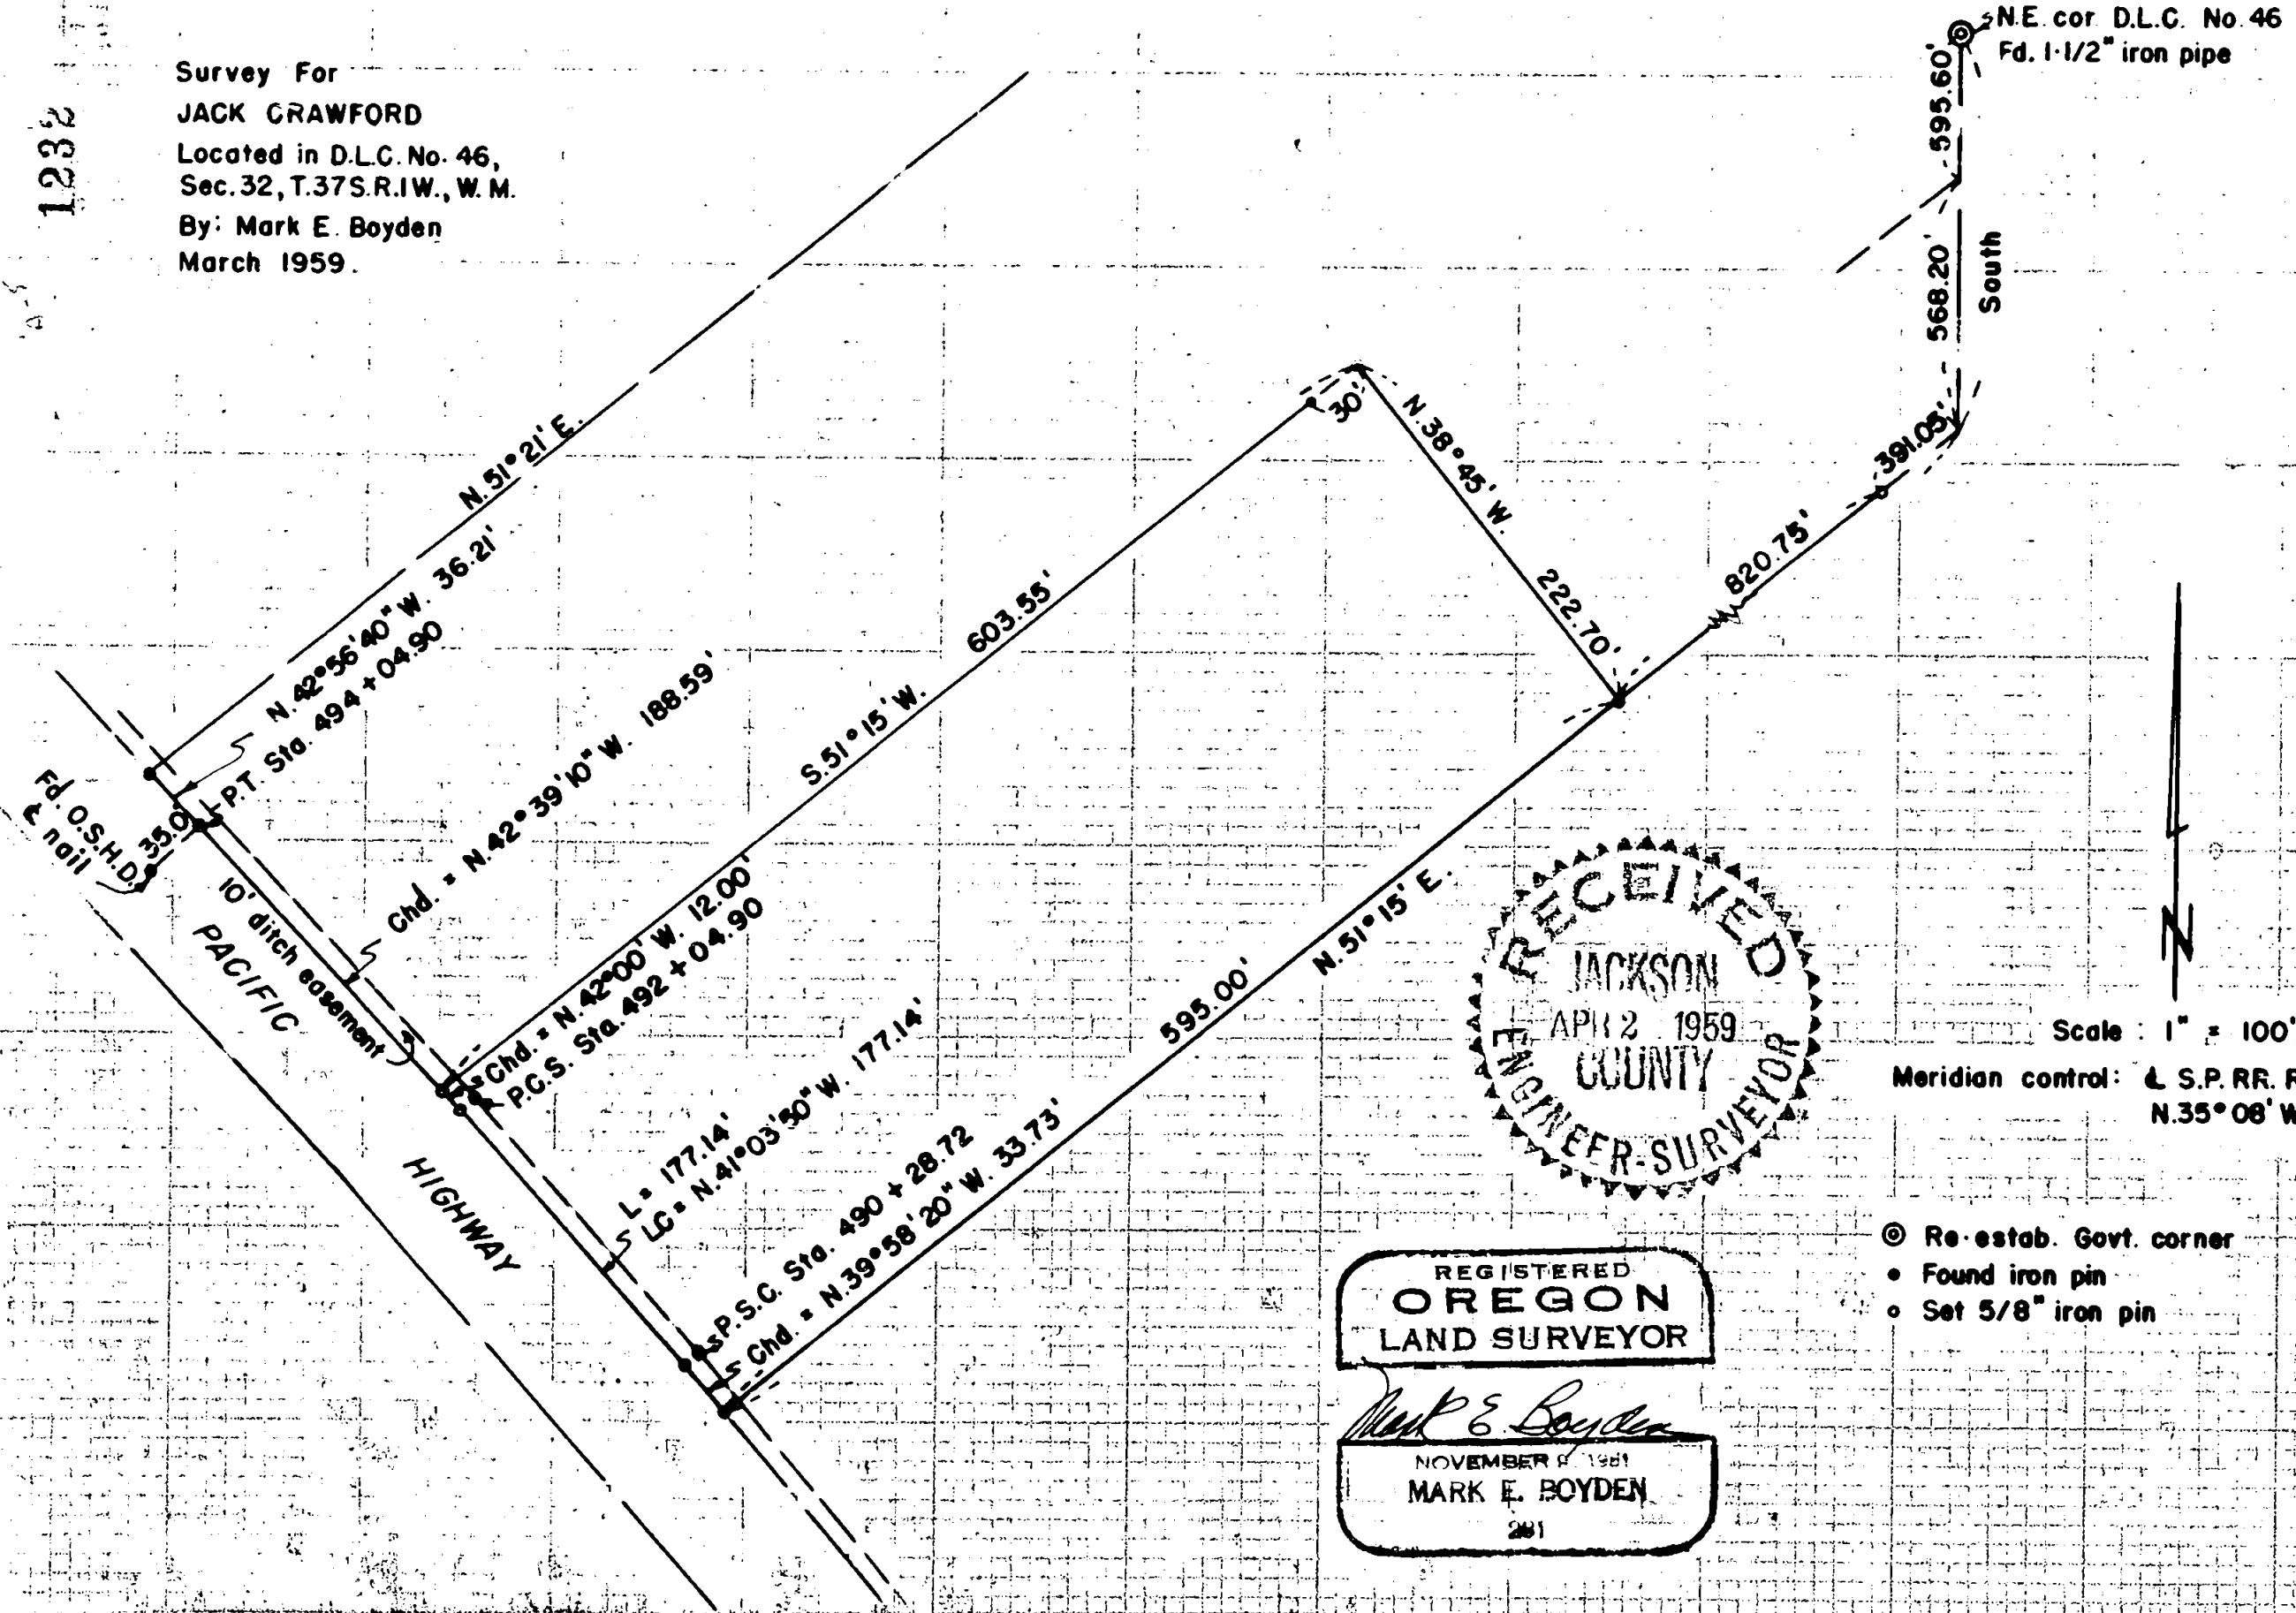 1232
Survey For
JACK CRAWFORD
Located in D.L.C. No. 46,
Sec. 32, T.37S.R.1W., W.M.
By: Mark E. Boyden
March 1959.
N.E. cor. D.L.C. No. 46
Fd. 1-1/2" iron pipe
595.60'
568.20'
South
391.05'
820.75'
N.51°21'E.
N.42°56'40"W. 36.21'
P.T. Sta. 494+04.90
30'
N.38°45'W.
222.70'
603.55'
S.51°15'W.
Chd. = N.42°39'10"W. 188.59'
Fd. O.S.H.D.
℄ nail
35.0'
10' ditch easement
PACIFIC
HIGHWAY
Chd. = N.42°00'W. 12.00'
P.C.S. Sta. 492+04.90
L = 177.14'
LC = N.41°03'50"W. 177.14'
P.S.C. Sta. 490+28.72
Chd. = N.39°58'20"W. 33.73'
595.00'
N.51°15'E.
RECEIVED
JACKSON
APR 2 1959
COUNTY
ENGINEER-SURVEYOR
N
Scale : 1" = 100'
Meridian control: ℄ S.P. RR.
N.35°08'W
◎ Re-estab. Govt. corner
• Found iron pin
○ Set 5/8" iron pin
REGISTERED
OREGON
LAND SURVEYOR
Mark E. Boyden
NOVEMBER
MARK E. BOYDEN